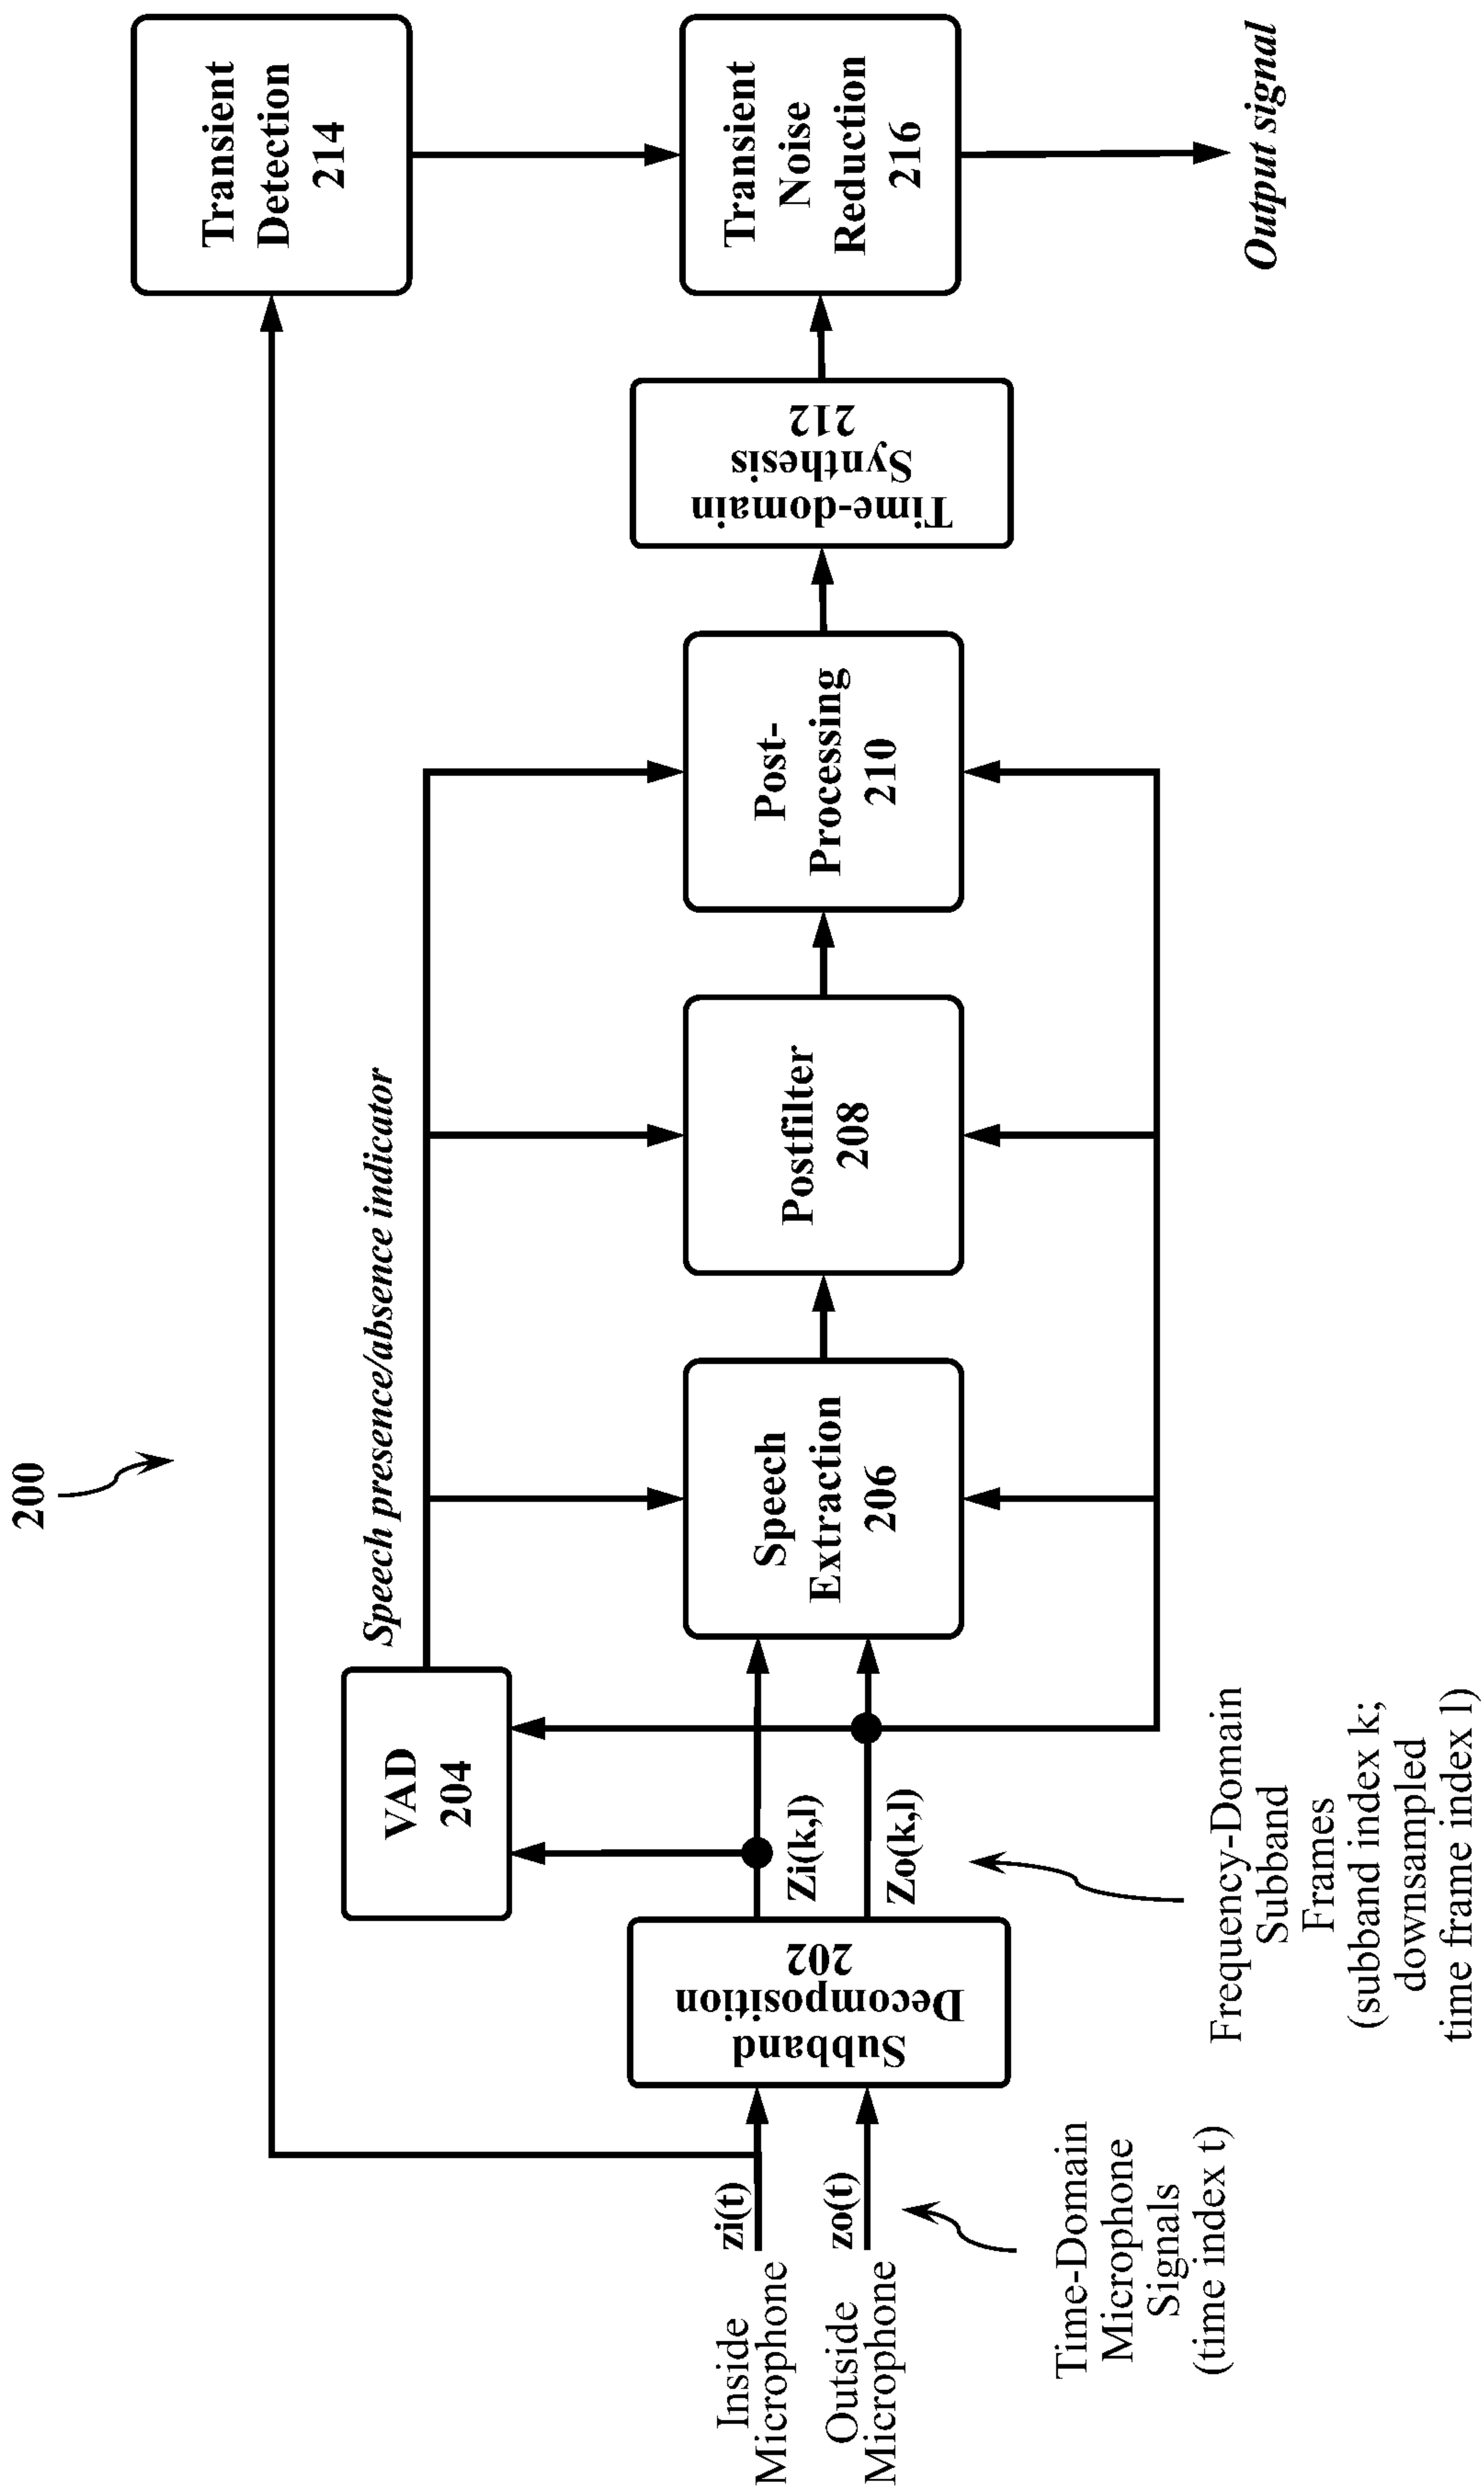 200
Transient
Detection
214
Speech presence/absence indicator
VAD
204
Inside
Microphone
zi(t)
Outside
Microphone
zo(t)
Subband
Decomposition
202
Zi(k,l)
Zo(k,l)
Speech
Extraction
206
Postfilter
208
Post-
Processing
210
Time-domain
Synthesis
212
Transient
Noise
Reduction
216
Time-Domain
Microphone
Signals
(time index t)
Frequency-Domain
Subband
Frames
(subband index k;
downsampled
time frame index l)
Output signal